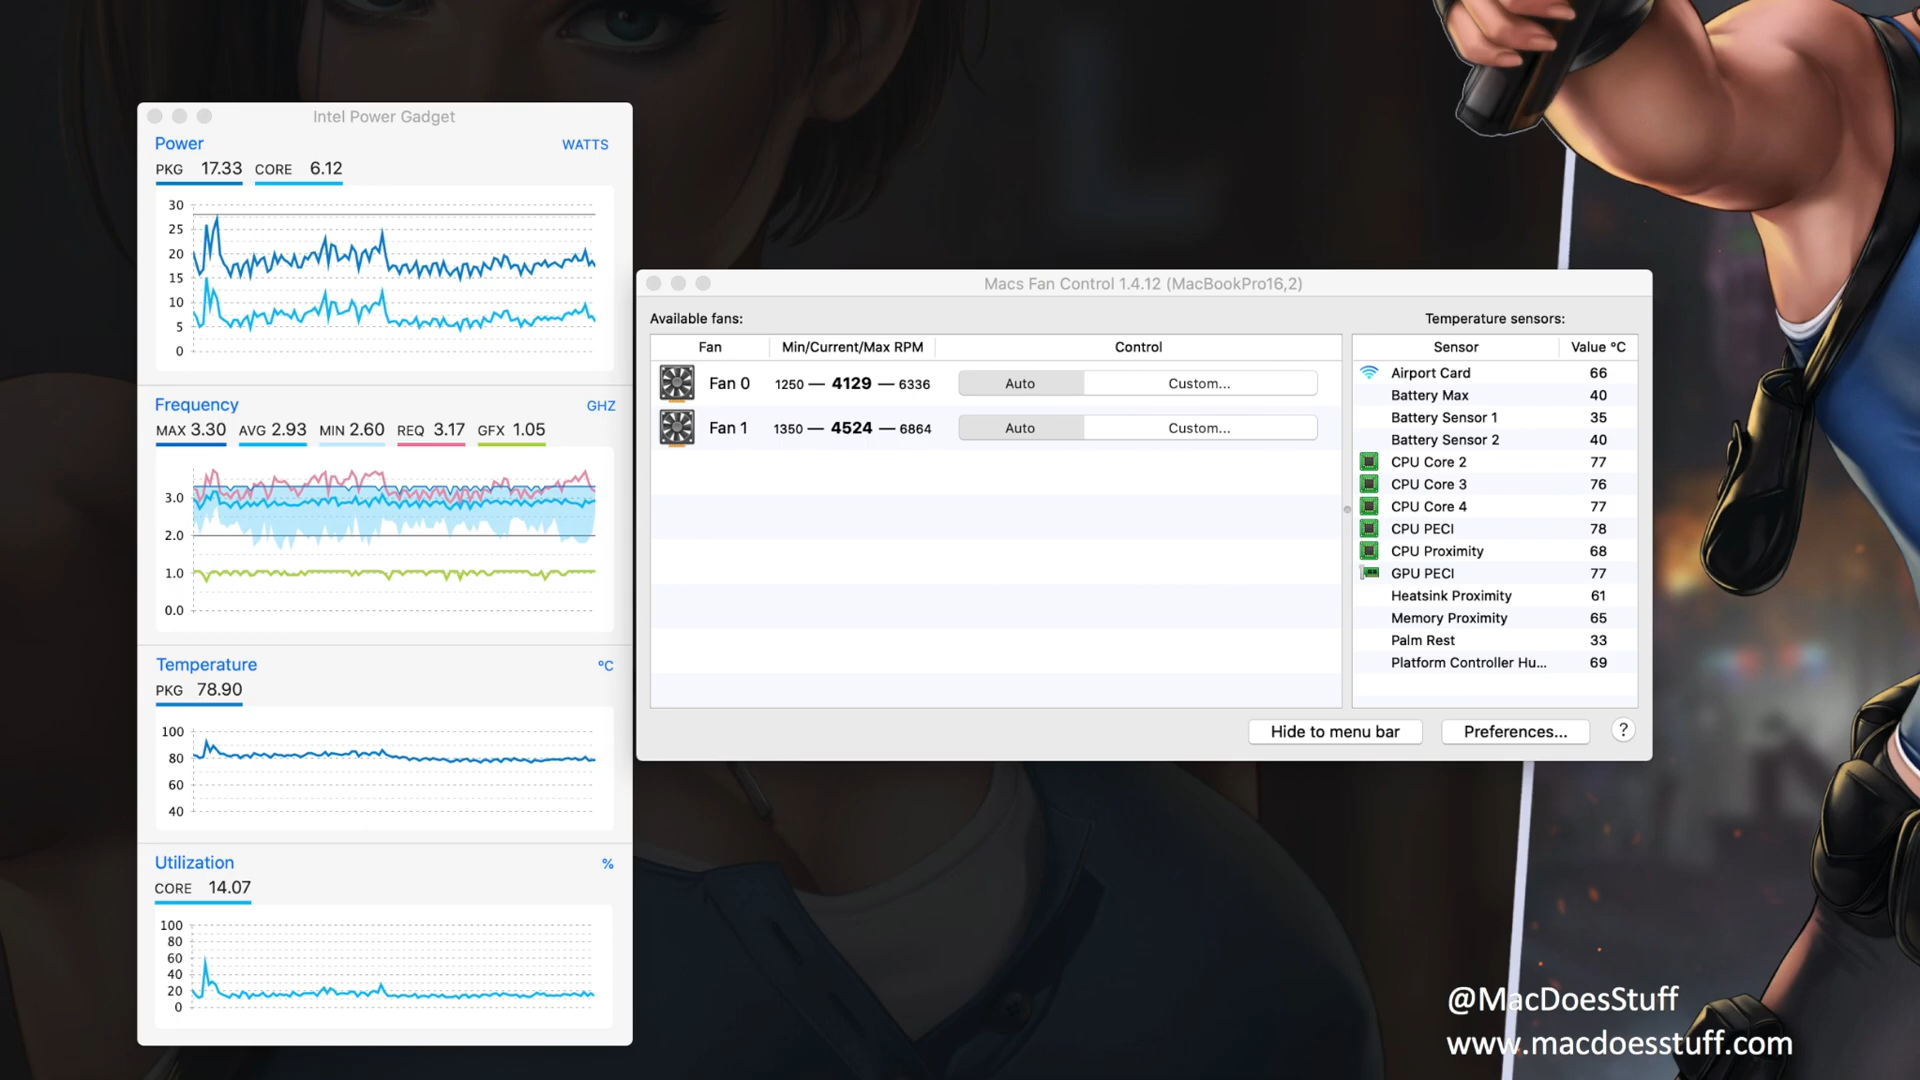 Intel Power Gadget
Power WATTS
PKG 17.33 CORE 6.12
30
25
20
15
10
5
0
Frequency GHZ
MAX 3.30 AVG 2.93 MIN 2.60 REQ 3.17 GFX 1.05
3.0
2.0
1.0
0.0
Temperature °C
PKG 78.90
100
80
60
40
Utilization %
CORE 14.07
100
80
60
40
20
0
Macs Fan Control 1.4.12 (MacBookPro16,2)
Available fans:
Fan Min/Current/Max RPM Control
Fan 0 1250 — 4129 — 6336 Auto Custom...
Fan 1 1350 — 4524 — 6864 Auto Custom...
Temperature sensors:
Sensor Value °C
Airport Card 66
Battery Max 40
Battery Sensor 1 35
Battery Sensor 2 40
CPU Core 2 77
CPU Core 3 76
CPU Core 4 77
CPU PECI 78
CPU Proximity 68
GPU PECI 77
Heatsink Proximity 61
Memory Proximity 65
Palm Rest 33
Platform Controller Hu... 69
Hide to menu bar Preferences... ?
@MacDoesStuff
www.macdoesstuff.com